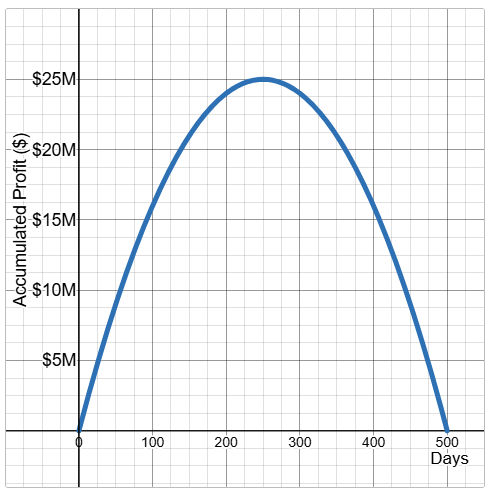 $25M
$20M
$15M
$10M
$5M
Accumulated Profit ($)
0 100 200 300 400 500
Days